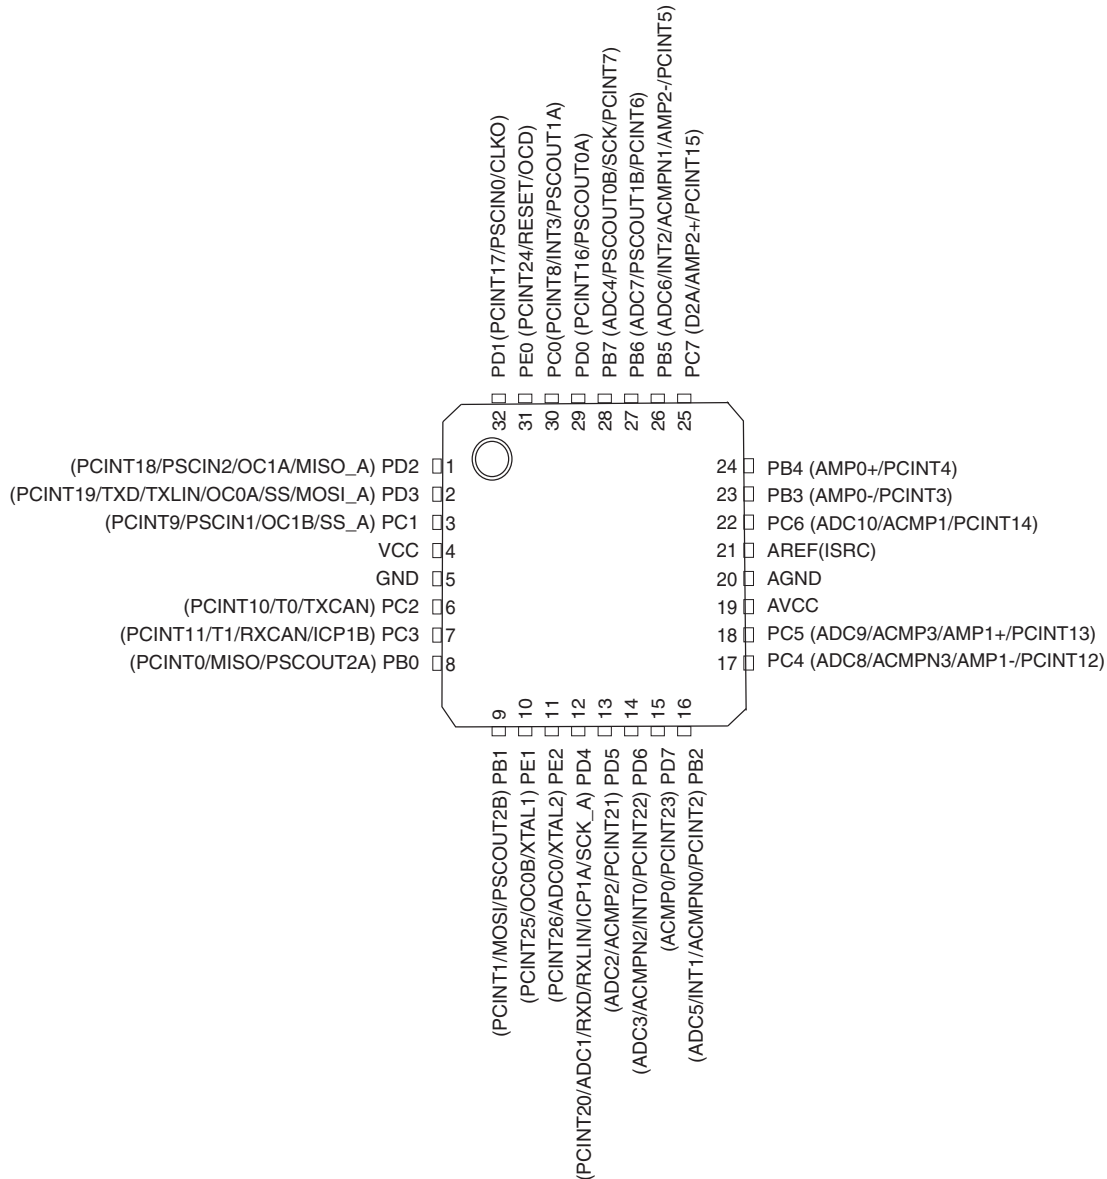 PD1(PCINT17/PSCIN0/CLKO)
PE0 (PCINT24/RESET/OCD)
PC0(PCINT8/INT3/PSCOUT1A)
PD0 (PCINT16/PSCOUT0A)
PB7 (ADC4/PSCOUT0B/SCK/PCINT7)
PB6 (ADC7/PSCOUT1B/PCINT6)
PB5 (ADC6/INT2/ACMPN1/AMP2-/PCINT5)
PC7 (D2A/AMP2+/PCINT15)
32 31 30 29 28 27 26 25
(PCINT18/PSCIN2/OC1A/MISO_A) PD2 1
(PCINT19/TXD/TXLIN/OC0A/SS/MOSI_A) PD3 2
(PCINT9/PSCIN1/OC1B/SS_A) PC1 3
VCC 4
GND 5
(PCINT10/T0/TXCAN) PC2 6
(PCINT11/T1/RXCAN/ICP1B) PC3 7
(PCINT0/MISO/PSCOUT2A) PB0 8
24 PB4 (AMP0+/PCINT4)
23 PB3 (AMP0-/PCINT3)
22 PC6 (ADC10/ACMP1/PCINT14)
21 AREF(ISRC)
20 AGND
19 AVCC
18 PC5 (ADC9/ACMP3/AMP1+/PCINT13)
17 PC4 (ADC8/ACMPN3/AMP1-/PCINT12)
9 10 11 12 13 14 15 16
(PCINT1/MOSI/PSCOUT2B) PB1
(PCINT25/OC0B/XTAL1) PE1
(PCINT26/ADC0/XTAL2) PE2
(PCINT20/ADC1/RXD/RXLIN/ICP1A/SCK_A) PD4
(ADC2/ACMP2/PCINT21) PD5
(ADC3/ACMPN2/INT0/PCINT22) PD6
(ACMP0/PCINT23) PD7
(ADC5/INT1/ACMPN0/PCINT2) PB2